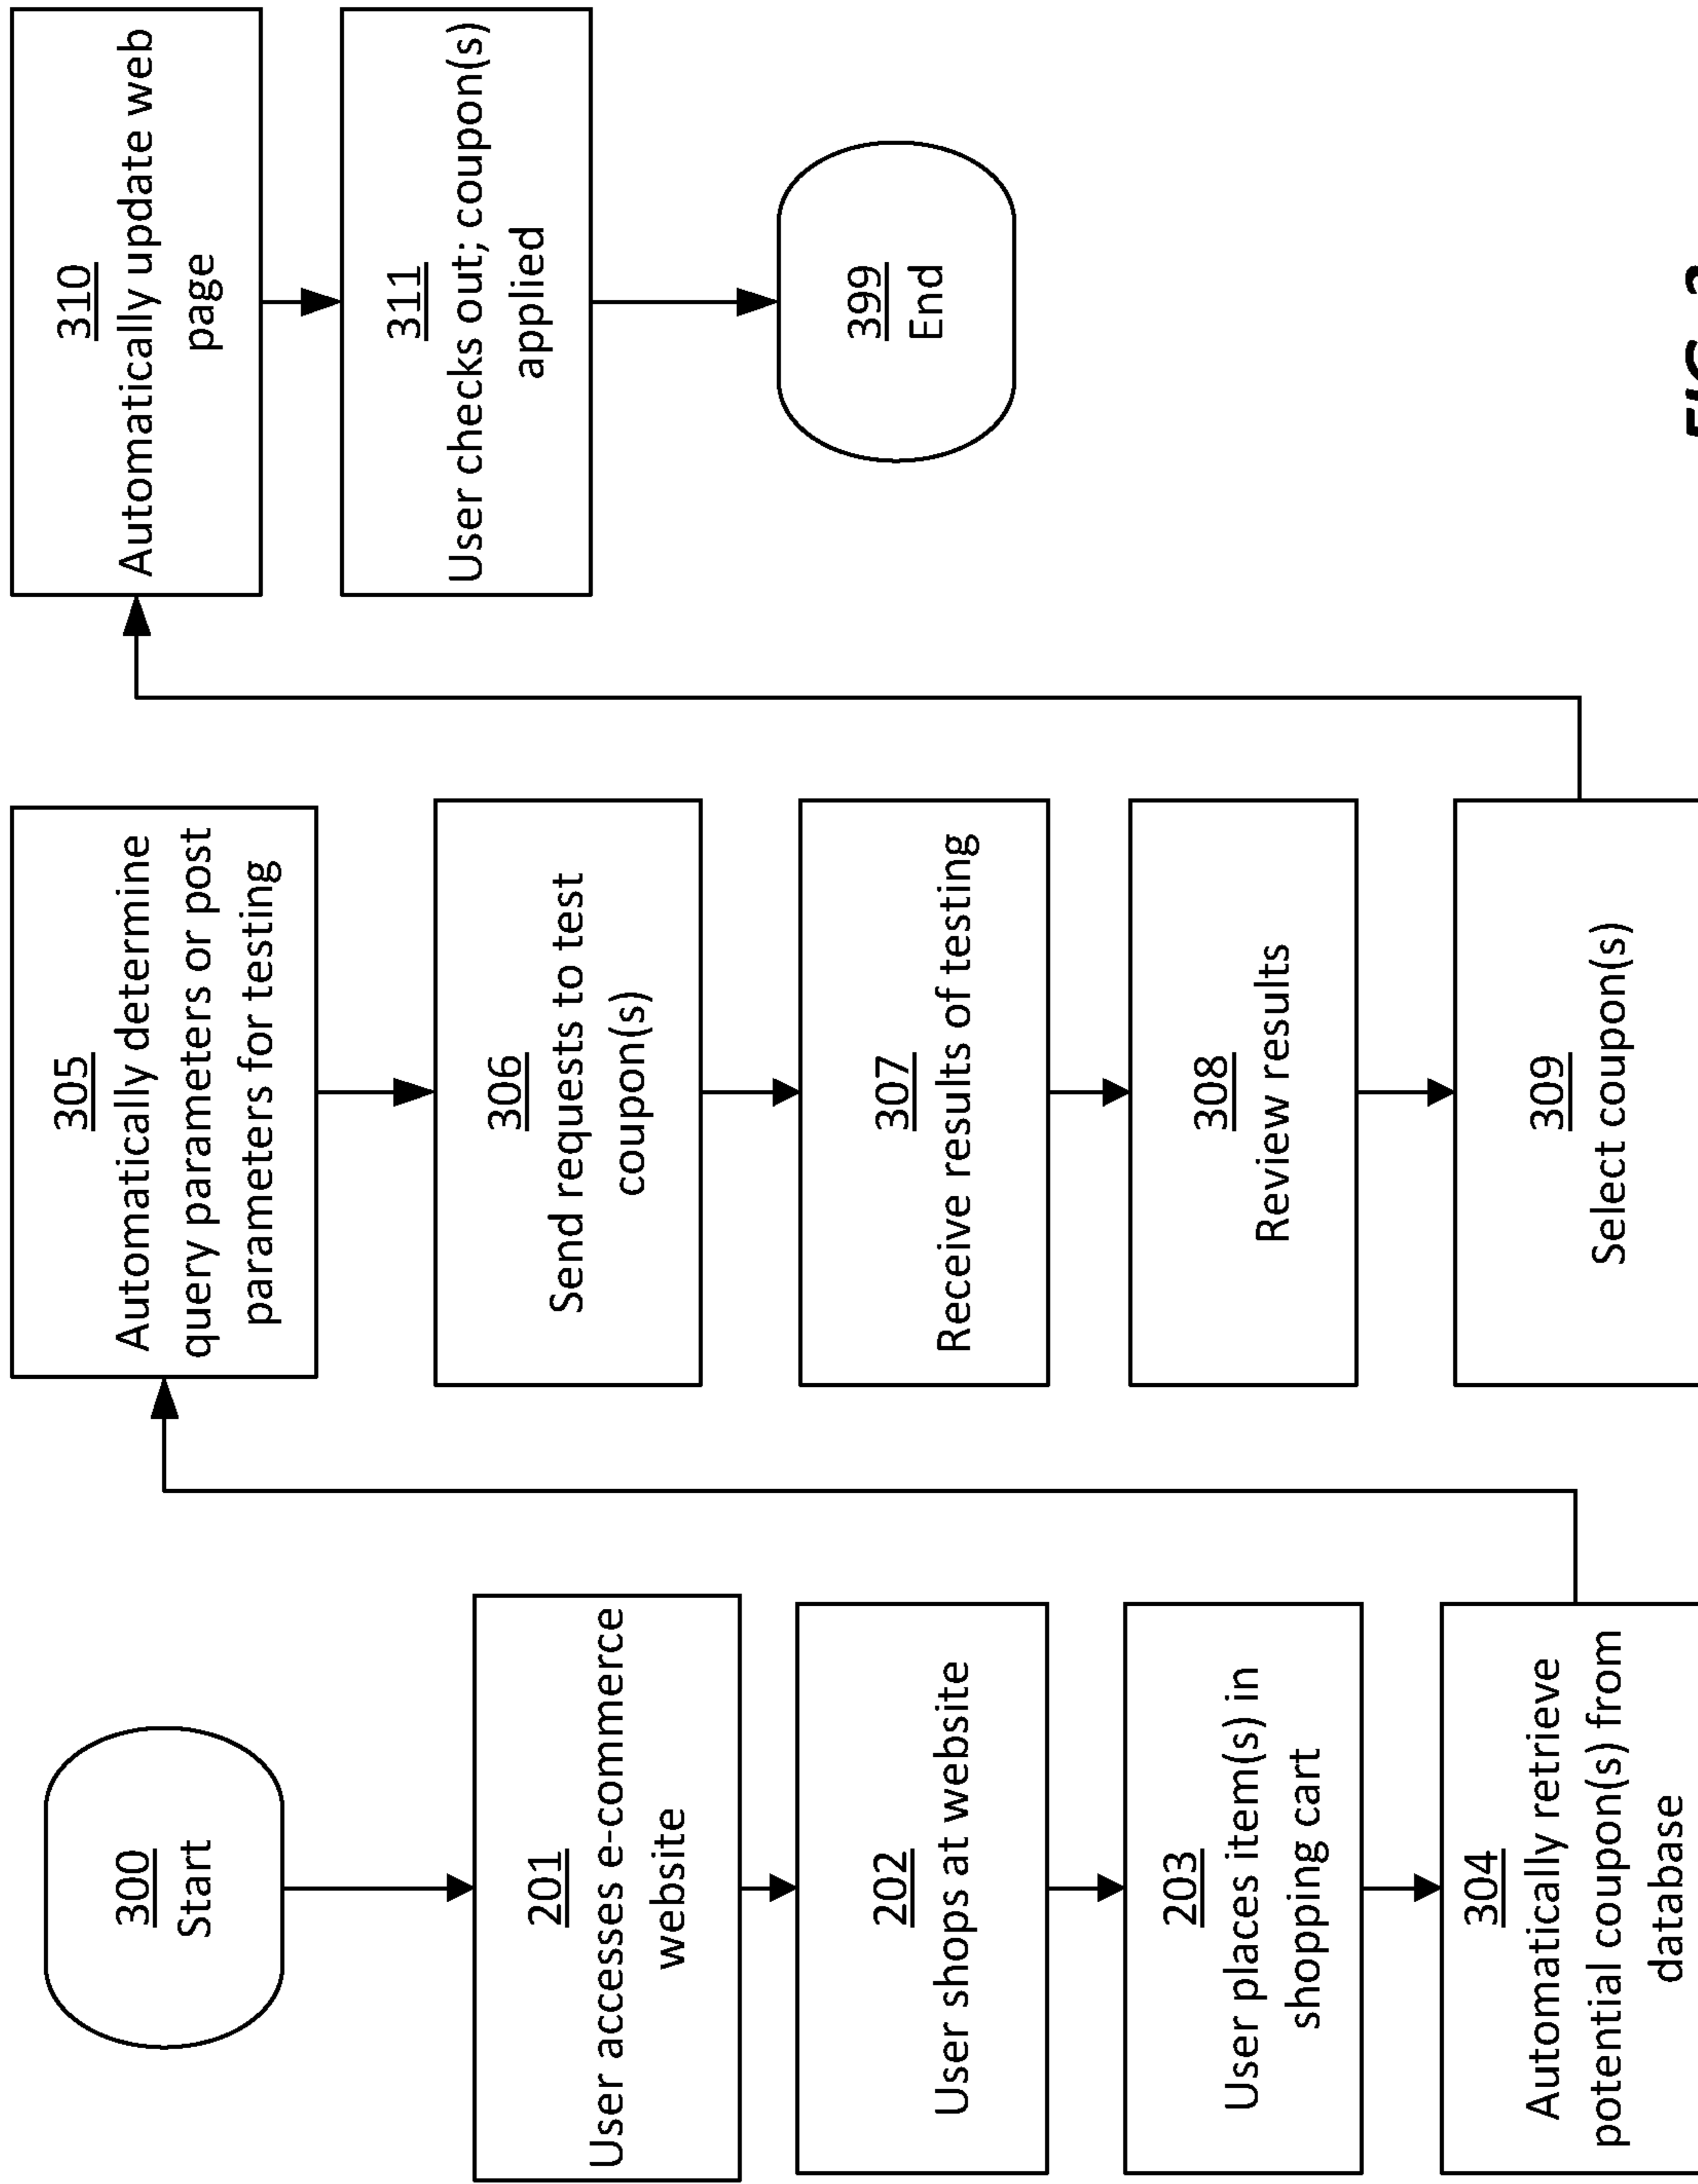 300
Start
201
User accesses e-commerce
website
202
User shops at website
203
User places item(s) in
shopping cart
304
Automatically retrieve
potential coupon(s) from
database
305
Automatically determine
query parameters or post
parameters for testing
306
Send requests to test
coupon(s)
307
Receive results of testing
308
Review results
309
Select coupon(s)
310
Automatically update web
page
311
User checks out; coupon(s)
applied
399
End
FIG.